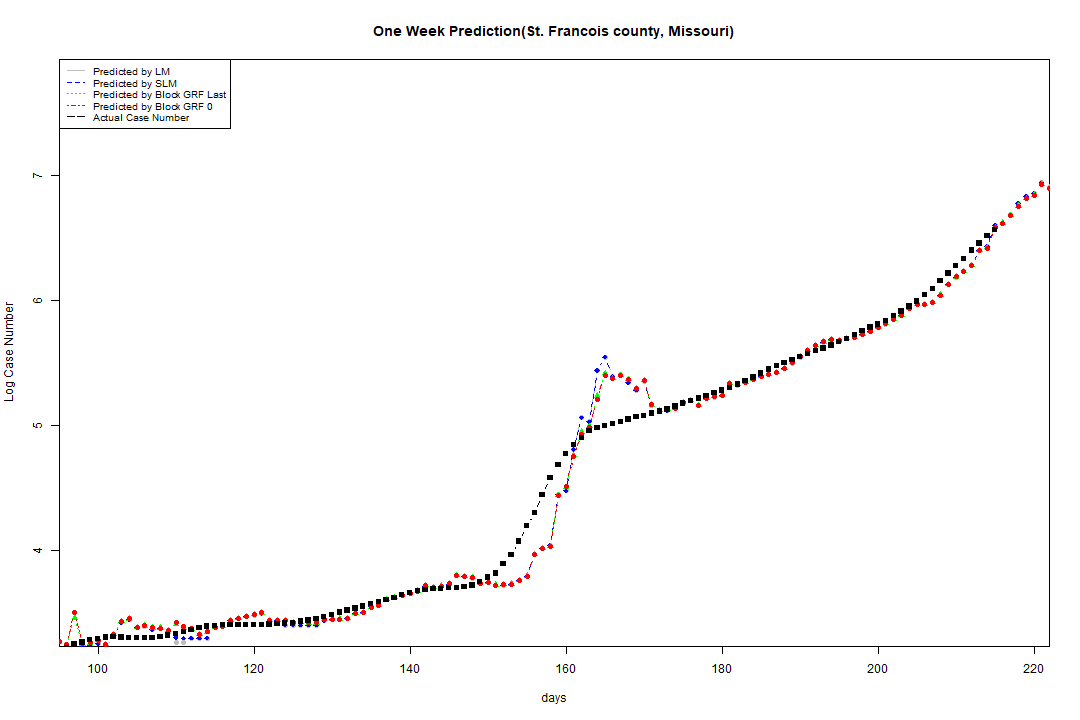 One Week Prediction(St. Francois county, Missouri)
Predicted by LM
Predicted by SLM
Predicted by Block GRF Last
Predicted by Block GRF 0
Actual Case Number
7
6
5
4
Log Case Number
100 120 140 160 180 200 220
days